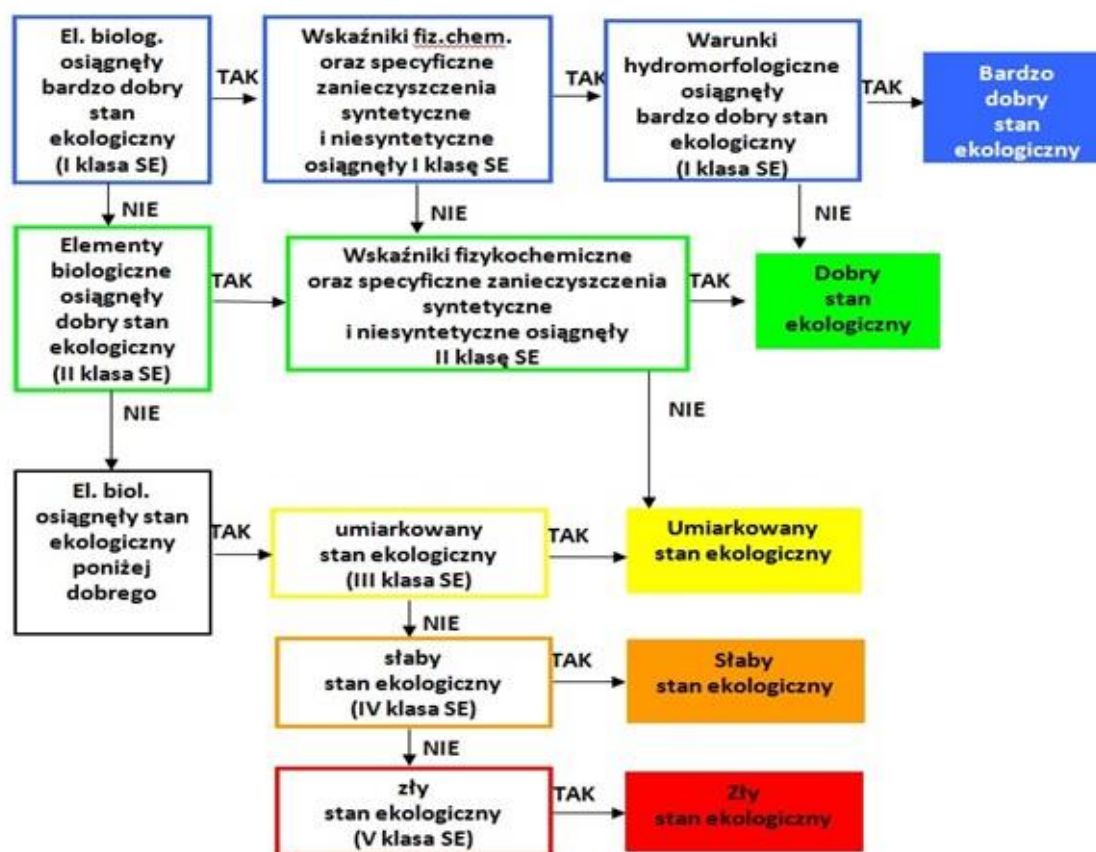 El. biolog.
osiągnęły
bardzo dobry
stan
ekologiczny
(I klasa SE)
TAK
Wskaźniki fiz.chem.
oraz specyficzne
zanieczyszczenia
syntetyczne
i niesyntetyczne
osiągnęły I klasę SE
TAK
Warunki
hydromorfologiczne
osiągnęły
bardzo dobry stan
ekologiczny
(I klasa SE)
TAK
Bardzo
dobry
stan
ekologiczny
NIE
NIE
NIE
Elementy
biologiczne
osiągnęły
dobry stan
ekologiczny
(II klasa SE)
TAK
Wskaźniki fizykochemiczne
oraz specyficzne zanieczyszczenia
syntetyczne
i niesyntetyczne osiągnęły
II klasę SE
TAK
Dobry
stan
ekologiczny
NIE
NIE
El. biol.
osiągnęły stan
ekologiczny
poniżej
dobrego
TAK
umiarkowany
stan ekologiczny
(III klasa SE)
TAK
Umiarkowany
stan ekologiczny
NIE
słaby
stan ekologiczny
(IV klasa SE)
TAK
Słaby
stan ekologiczny
NIE
zły
stan ekologiczny
(V klasa SE)
TAK
Zły
stan ekologiczny